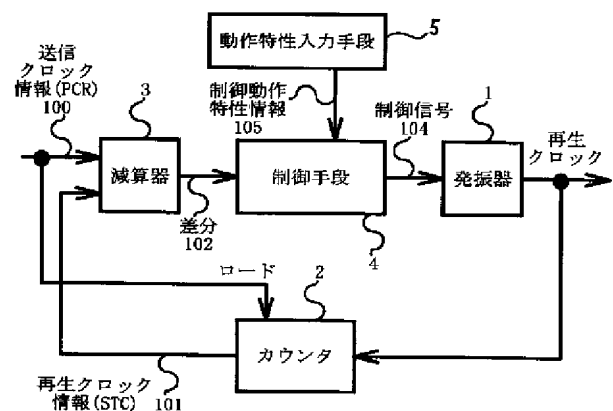 動作特性入力手段
5
送信
クロック
情報(PCR)
100
3
制御動作
特性情報
105
制御信号
104
1
再生
クロック
減算器
制御手段
発振器
差分
102
4
ロード
2
カウンタ
再生クロック
情報(STC)
101